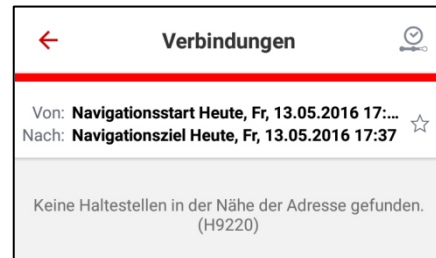 Verbindungen
Von: Navigationsstart Heute, Fr, 13.05.2016 17:...
Nach: Navigationsziel Heute, Fr, 13.05.2016 17:37
Keine Haltestellen in der Nähe der Adresse gefunden.
(H9220)